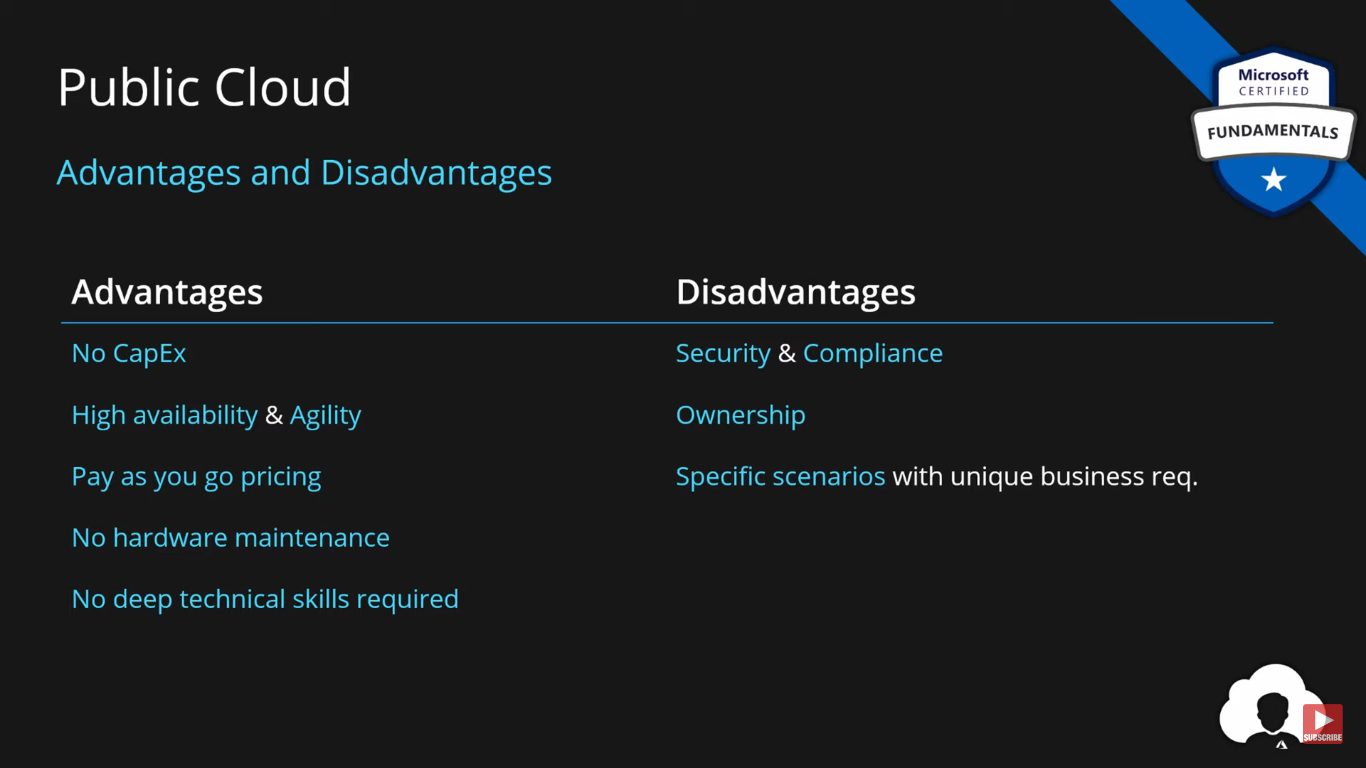 Public Cloud
Microsoft
CERTIFIED
FUNDAMENTALS
Advantages and Disadvantages
Advantages
Disadvantages
No CapEx
Security & Compliance
High availability & Agility
Ownership
Pay as you go pricing
Specific scenarios with unique business req.
No hardware maintenance
No deep technical skills required
SUBSCRIBE